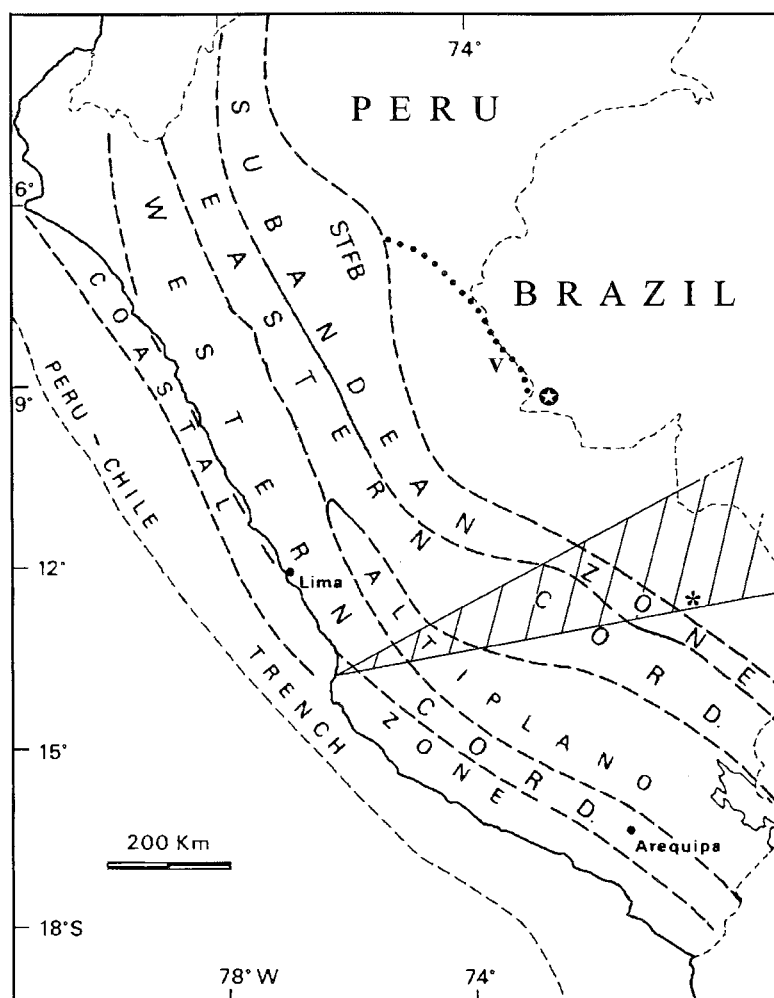 74°
PERU
SUBANDEAN ZONE
WESTERN CORD.
EASTERN CORD.
STFB
6°
BRAZIL
COASTAL ZONE
V
9°
PERU - CHILE TRENCH
12°
Lima
*
ALTIPLANO
15°
200 Km
Arequipa
18°S
78°W
74°